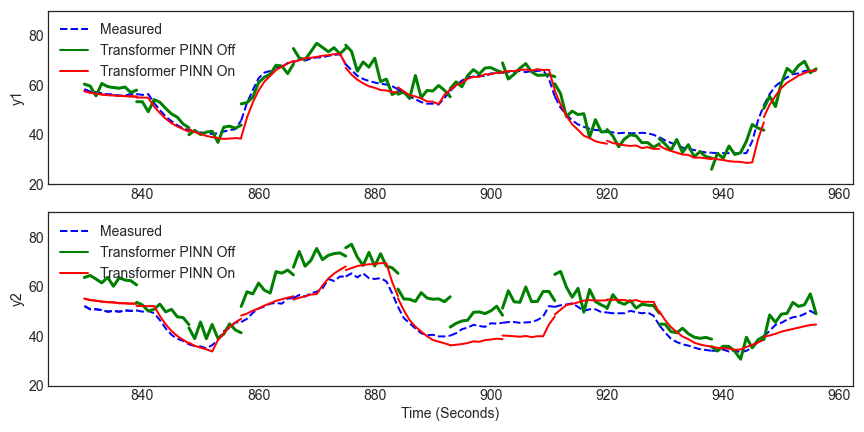 80
60
40
20
y1
Measured
Transformer PINN Off
Transformer PINN On
840 860 880 900 920 940 960
80
60
40
20
y2
Measured
Transformer PINN Off
Transformer PINN On
840 860 880 900 920 940 960
Time (Seconds)